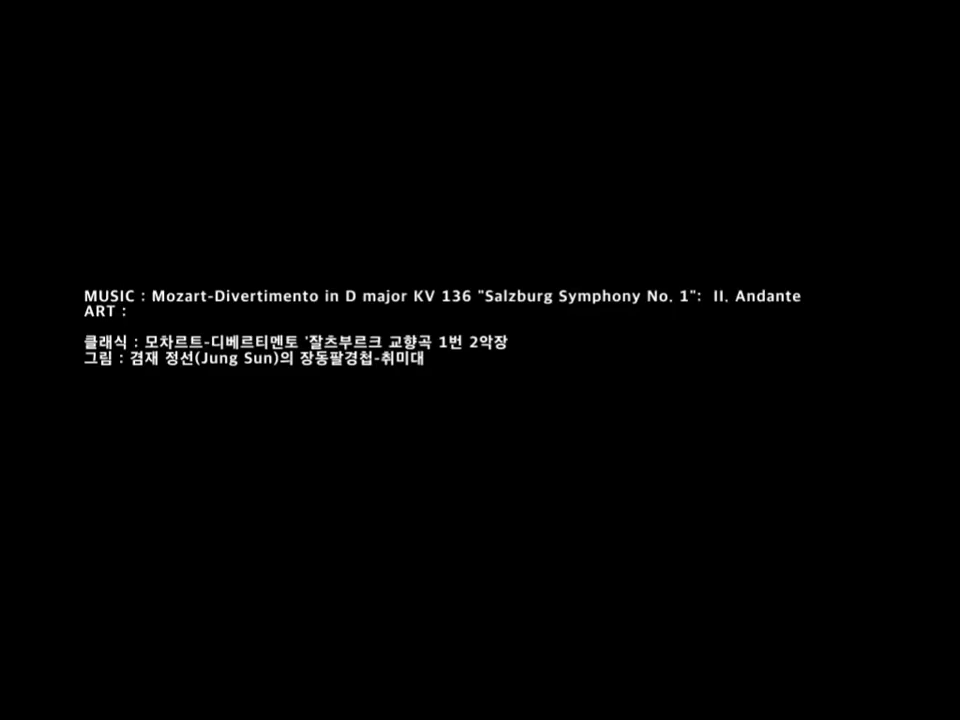 MUSIC : Mozart-Divertimento in D major KV 136 "Salzburg Symphony No. 1":  II. Andante
ART :
클래식 : 모차르트-디베르티멘토 '잘츠부르크 교향곡 1번 2악장
그림 : 겸재 정선(Jung Sun)의 장동팔경첩-취미대